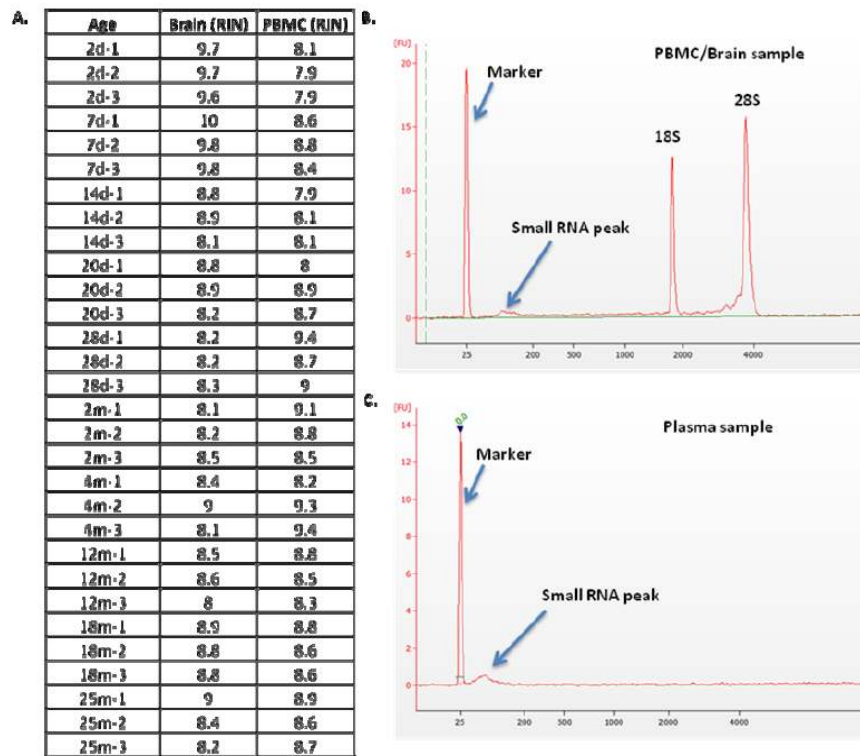 A.
Age Brain (RIN) PBMC (RIN)
2d-1 9.7 8.1
2d-2 9.7 7.9
2d-3 9.6 7.9
7d-1 10 8.6
7d-2 9.8 8.8
7d-3 9.8 8.4
14d-1 8.8 7.9
14d-2 8.9 8.1
14d-3 8.1 8.1
20d-1 8.8 8
20d-2 8.9 8.9
20d-3 8.2 8.7
28d-1 8.2 9.4
28d-2 8.2 8.7
28d-3 8.3 9
2m-1 8.1 9.1
2m-2 8.2 8.8
2m-3 8.5 8.5
4m-1 8.4 8.2
4m-2 9 9.3
4m-3 8.1 9.4
12m-1 8.5 8.8
12m-2 8.6 8.5
12m-3 8 8.3
18m-1 8.9 8.8
18m-2 8.8 8.6
18m-3 8.8 8.6
25m-1 9 8.9
25m-2 8.4 8.6
25m-3 8.2 8.7
B.
[FU]
PBMC/Brain sample
Marker
18S
28S
Small RNA peak
20
15
10
5
0
25 200 500 1000 2000 4000
C.
[FU]
0.0
Plasma sample
Marker
Small RNA peak
14
12
10
8
6
4
2
0
25 200 500 1000 2000 4000